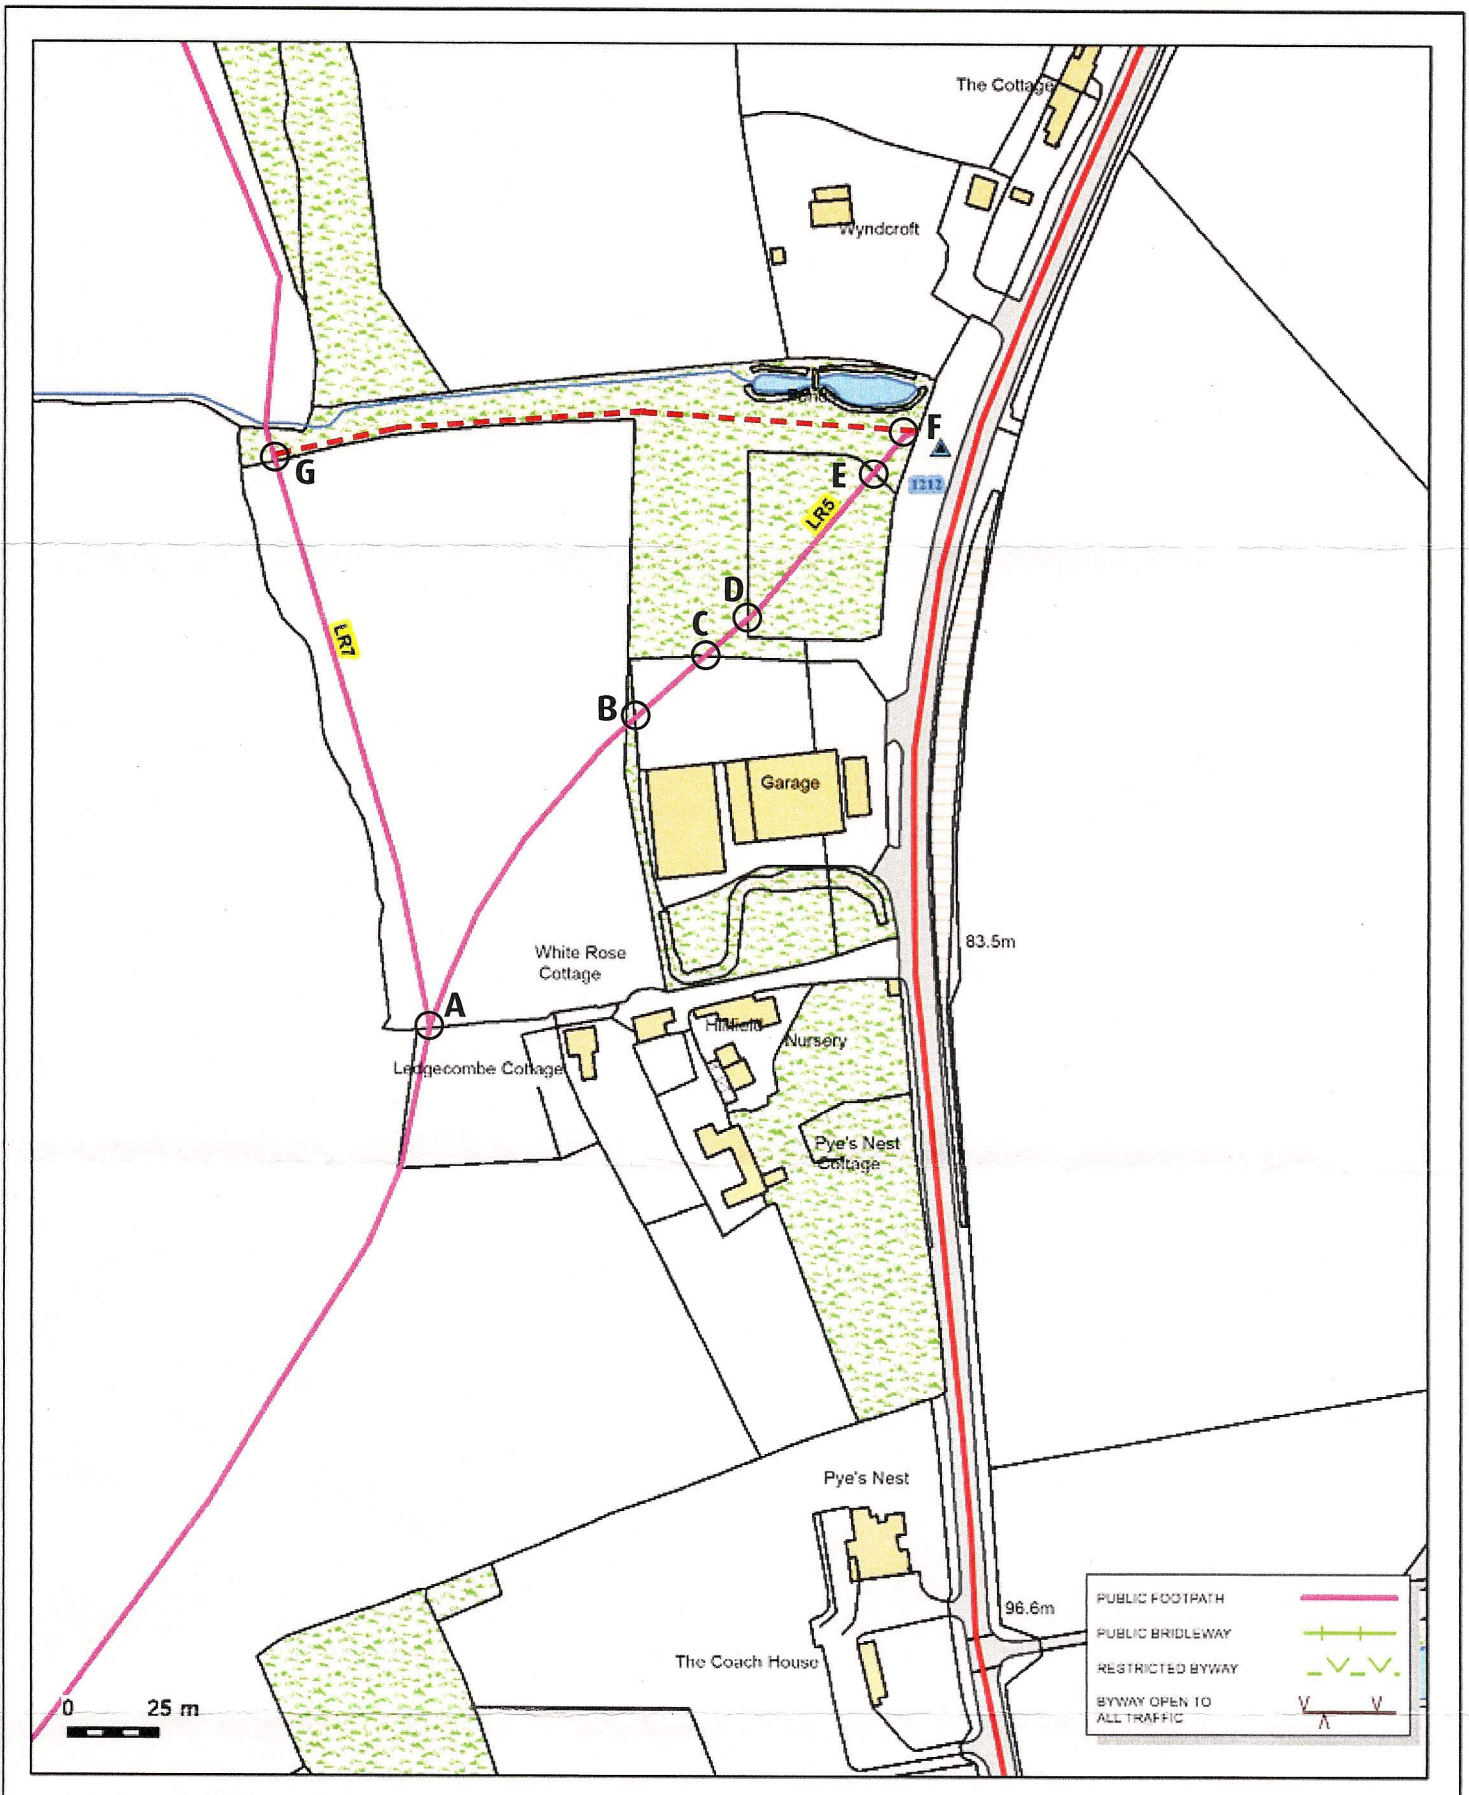 The Cottage
Wyndcroft
Pond
F
E
1212
G
LR5
D
C
LR7
B
Garage
83.5m
White Rose
Cottage
A
Hillfield
Nursery
Ledgecombe Cottage
Pye's Nest
Cottage
Pye's Nest
96.6m
The Coach House
0 25 m
PUBLIC FOOTPATH
PUBLIC BRIDLEWAY
RESTRICTED BYWAY
BYWAY OPEN TO
ALL TRAFFIC